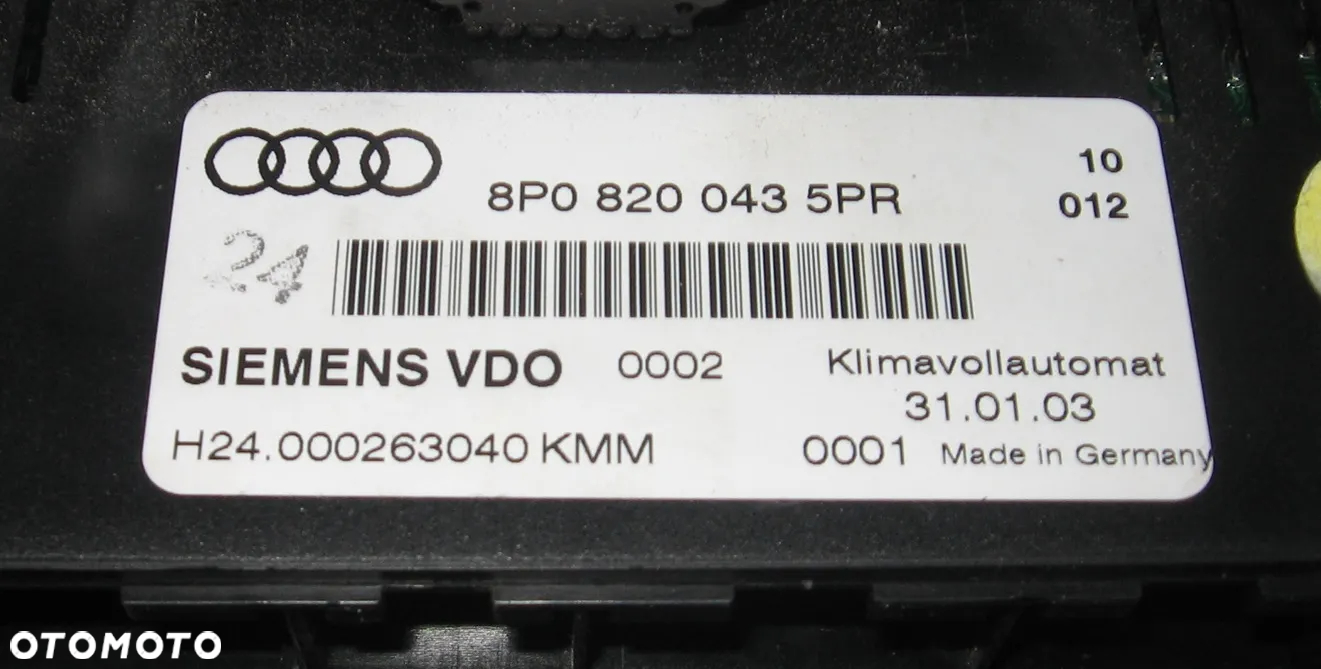 8P0 820 043 5PR
10
012
24
SIEMENS VDO 0002
Klimavollautomat
31.01.03
H24.000263040 KMM
0001 Made in Germany
OTOMOTO